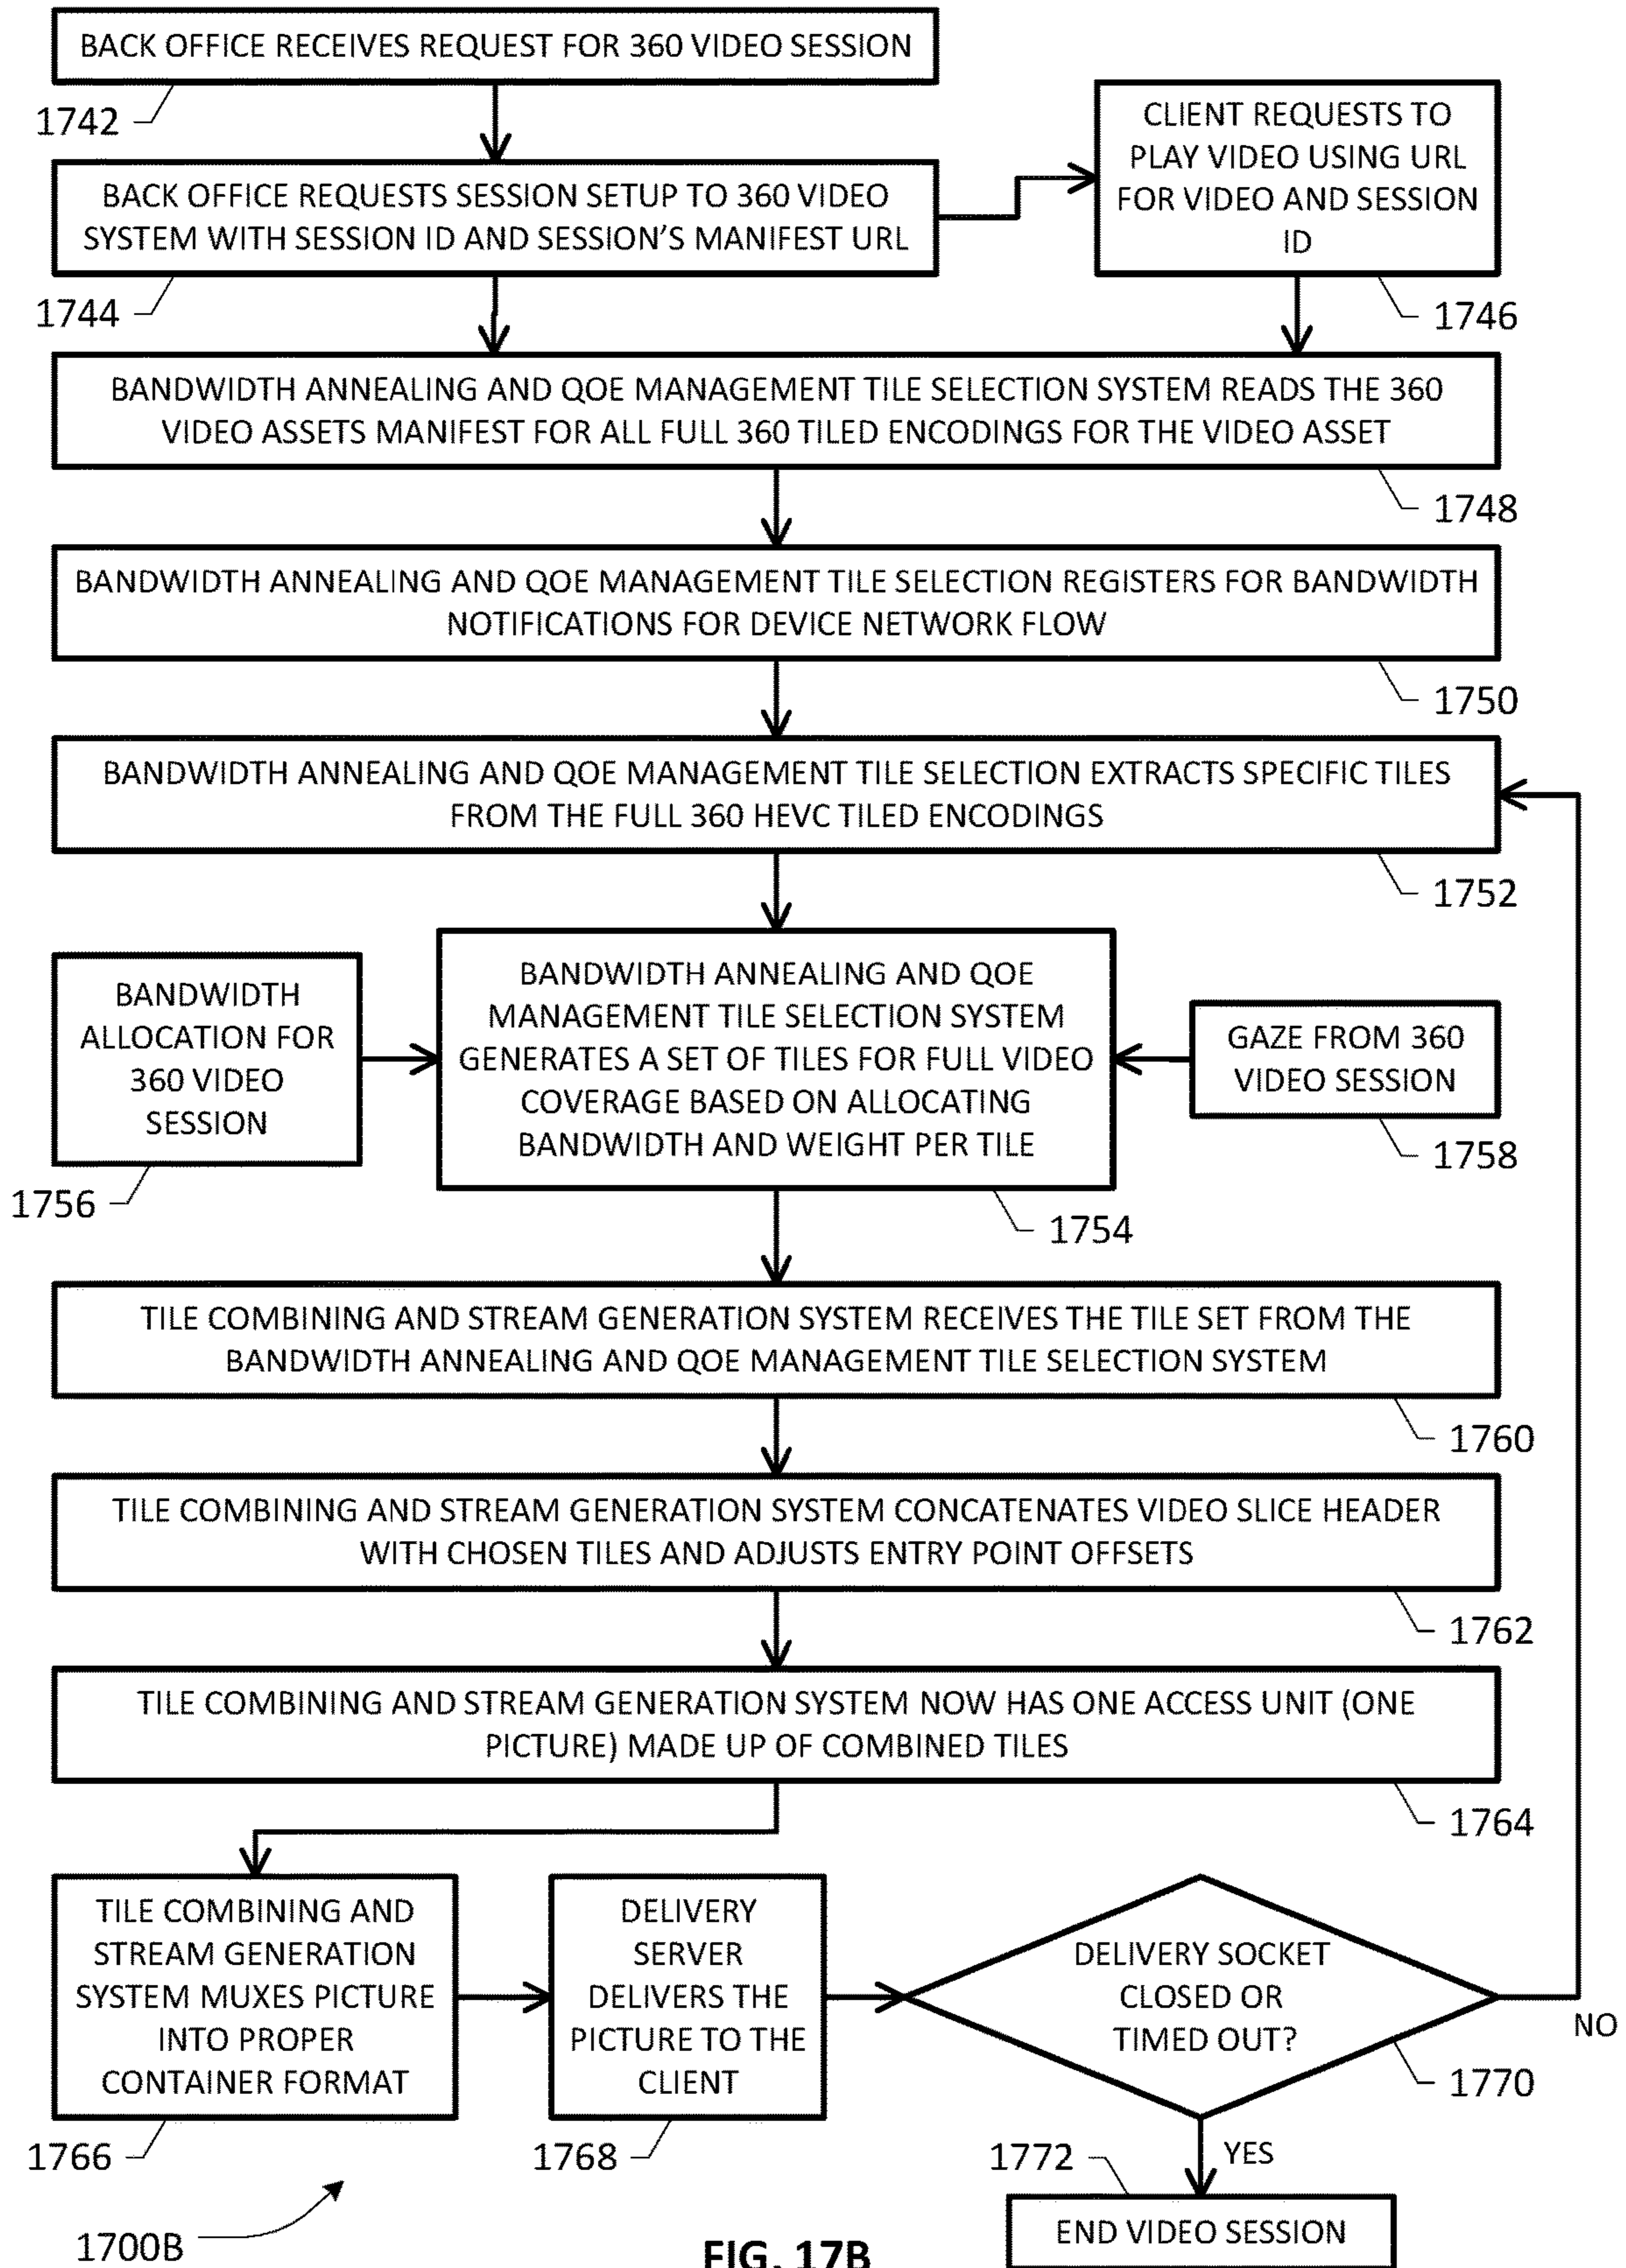 BACK OFFICE RECEIVES REQUEST FOR 360 VIDEO SESSION
1742
BACK OFFICE REQUESTS SESSION SETUP TO 360 VIDEO
SYSTEM WITH SESSION ID AND SESSION'S MANIFEST URL
1744
CLIENT REQUESTS TO
PLAY VIDEO USING URL
FOR VIDEO AND SESSION
ID
1746
BANDWIDTH ANNEALING AND QOE MANAGEMENT TILE SELECTION SYSTEM READS THE 360
VIDEO ASSETS MANIFEST FOR ALL FULL 360 TILED ENCODINGS FOR THE VIDEO ASSET
1748
BANDWIDTH ANNEALING AND QOE MANAGEMENT TILE SELECTION REGISTERS FOR BANDWIDTH
NOTIFICATIONS FOR DEVICE NETWORK FLOW
1750
BANDWIDTH ANNEALING AND QOE MANAGEMENT TILE SELECTION EXTRACTS SPECIFIC TILES
FROM THE FULL 360 HEVC TILED ENCODINGS
1752
BANDWIDTH
ALLOCATION FOR
360 VIDEO
SESSION
1756
BANDWIDTH ANNEALING AND QOE
MANAGEMENT TILE SELECTION SYSTEM
GENERATES A SET OF TILES FOR FULL VIDEO
COVERAGE BASED ON ALLOCATING
BANDWIDTH AND WEIGHT PER TILE
1754
GAZE FROM 360
VIDEO SESSION
1758
TILE COMBINING AND STREAM GENERATION SYSTEM RECEIVES THE TILE SET FROM THE
BANDWIDTH ANNEALING AND QOE MANAGEMENT TILE SELECTION SYSTEM
1760
TILE COMBINING AND STREAM GENERATION SYSTEM CONCATENATES VIDEO SLICE HEADER
WITH CHOSEN TILES AND ADJUSTS ENTRY POINT OFFSETS
1762
TILE COMBINING AND STREAM GENERATION SYSTEM NOW HAS ONE ACCESS UNIT (ONE
PICTURE) MADE UP OF COMBINED TILES
1764
TILE COMBINING AND
STREAM GENERATION
SYSTEM MUXES PICTURE
INTO PROPER
CONTAINER FORMAT
1766
DELIVERY
SERVER
DELIVERS THE
PICTURE TO THE
CLIENT
1768
DELIVERY SOCKET
CLOSED OR
TIMED OUT?
NO
1770
YES
1772
END VIDEO SESSION
1700B
FIG. 17B